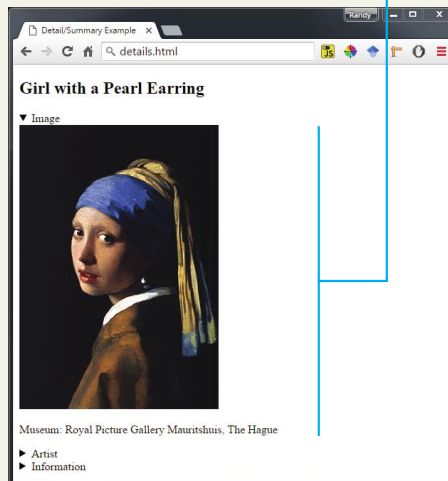 Randy
Detail/Summary Example
details.html
JS
Girl with a Pearl Earring
▼ Image
Museum: Royal Picture Gallery Mauritshuis, The Hague
► Artist
► Information